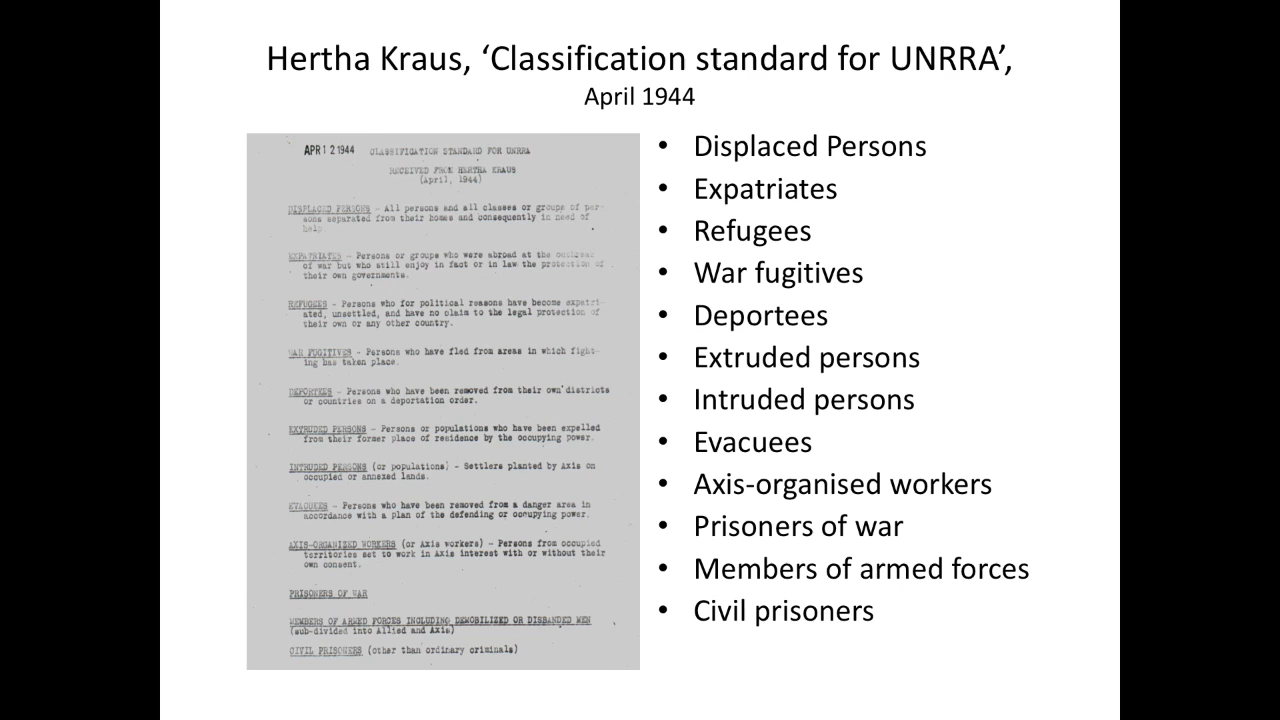 Hertha Kraus, ‘Classification standard for UNRRA’,
April 1944
APR 1 2 1944 CLASSIFICATION STANDARD FOR UNRRA
RECEIVED FROM HERTHA KRAUS
(April, 1944)
DISPLACED PERSONS - All persons and all classes or groups of per-
sons separated from their homes and consequently in need of
help.
EXPATRIATES - Persons or groups who were abroad at the outbreak
of war but who still enjoy in fact or in law the protection of
their own governments.
REFUGEES - Persons who for political reasons have become expatri-
ated, unsettled, and have no claim to the legal protection of
their own or any other country.
WAR FUGITIVES - Persons who have fled from areas in which fight-
ing has taken place.
DEPORTEES - Persons who have been removed from their own districts
or countries on a deportation order.
EXTRUDED PERSONS - Persons or populations who have been expelled
from their former place of residence by the occupying power.
INTRUDED PERSONS (or populations) - Settlers planted by Axis on
occupied or annexed lands.
EVACUEES - Persons who have been removed from a danger area in
accordance with a plan of the defending or occupying power.
AXIS-ORGANIZED WORKERS (or Axis workers) - Persons from occupied
territories set to work in Axis interest with or without their
own consent.
PRISONERS OF WAR
MEMBERS OF ARMED FORCES INCLUDING DEMOBILIZED OR DISBANDED MEN
(sub-divided into Allied and Axis)
CIVIL PRISONERS (other than ordinary criminals)
• Displaced Persons
• Expatriates
• Refugees
• War fugitives
• Deportees
• Extruded persons
• Intruded persons
• Evacuees
• Axis-organised workers
• Prisoners of war
• Members of armed forces
• Civil prisoners